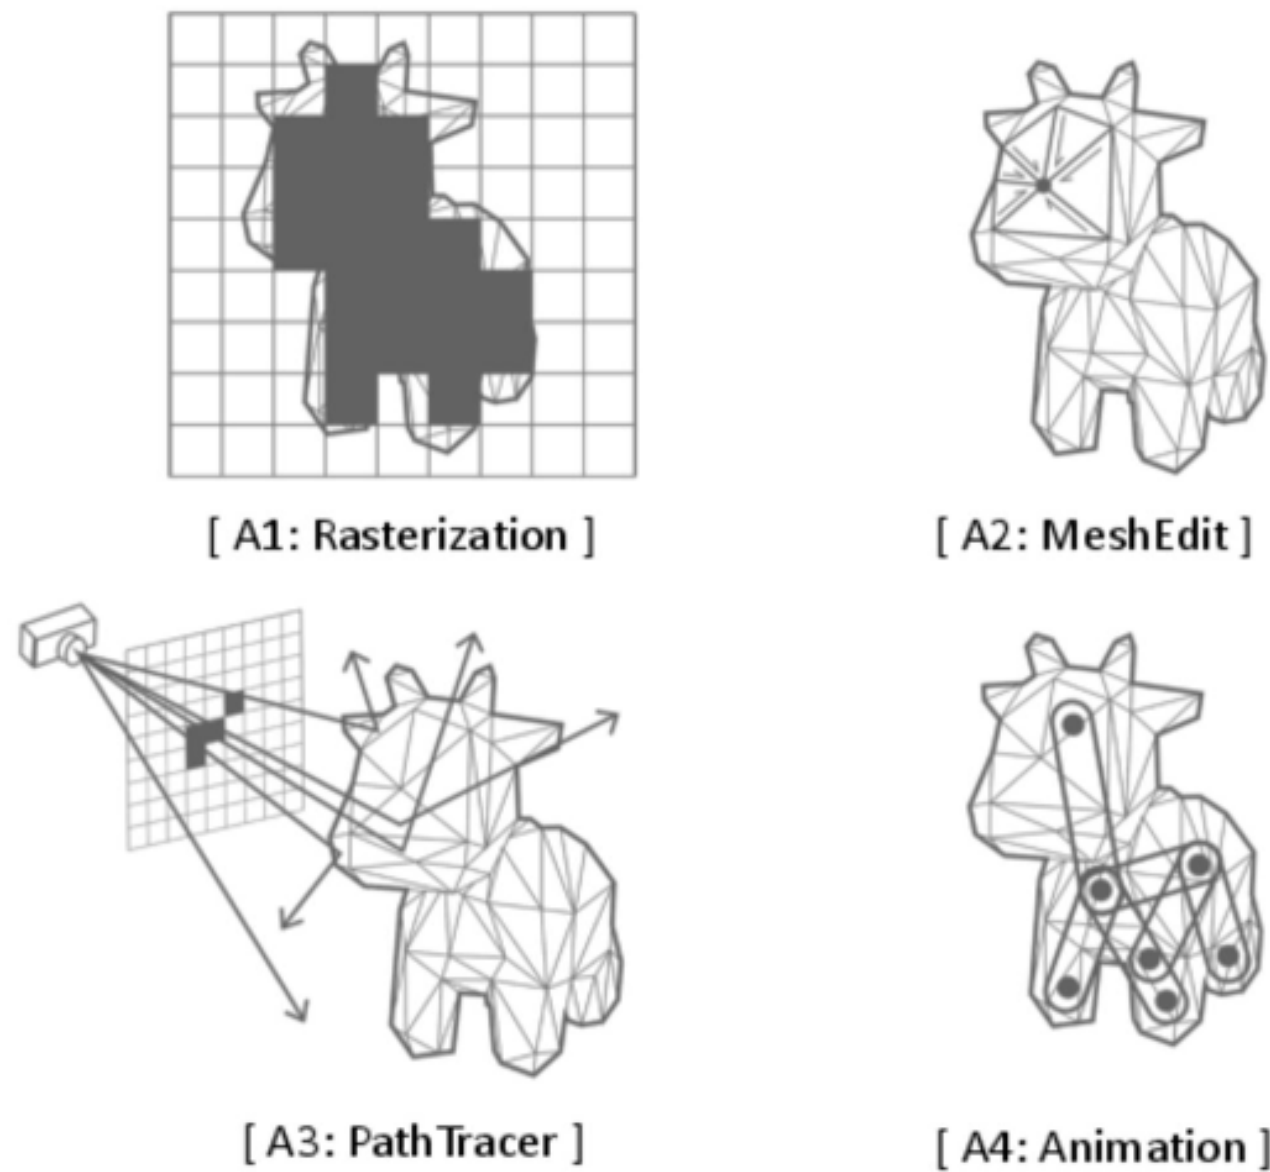 [ A1: Rasterization ]
[ A2: MeshEdit ]
[ A3: PathTracer ]
[ A4: Animation ]